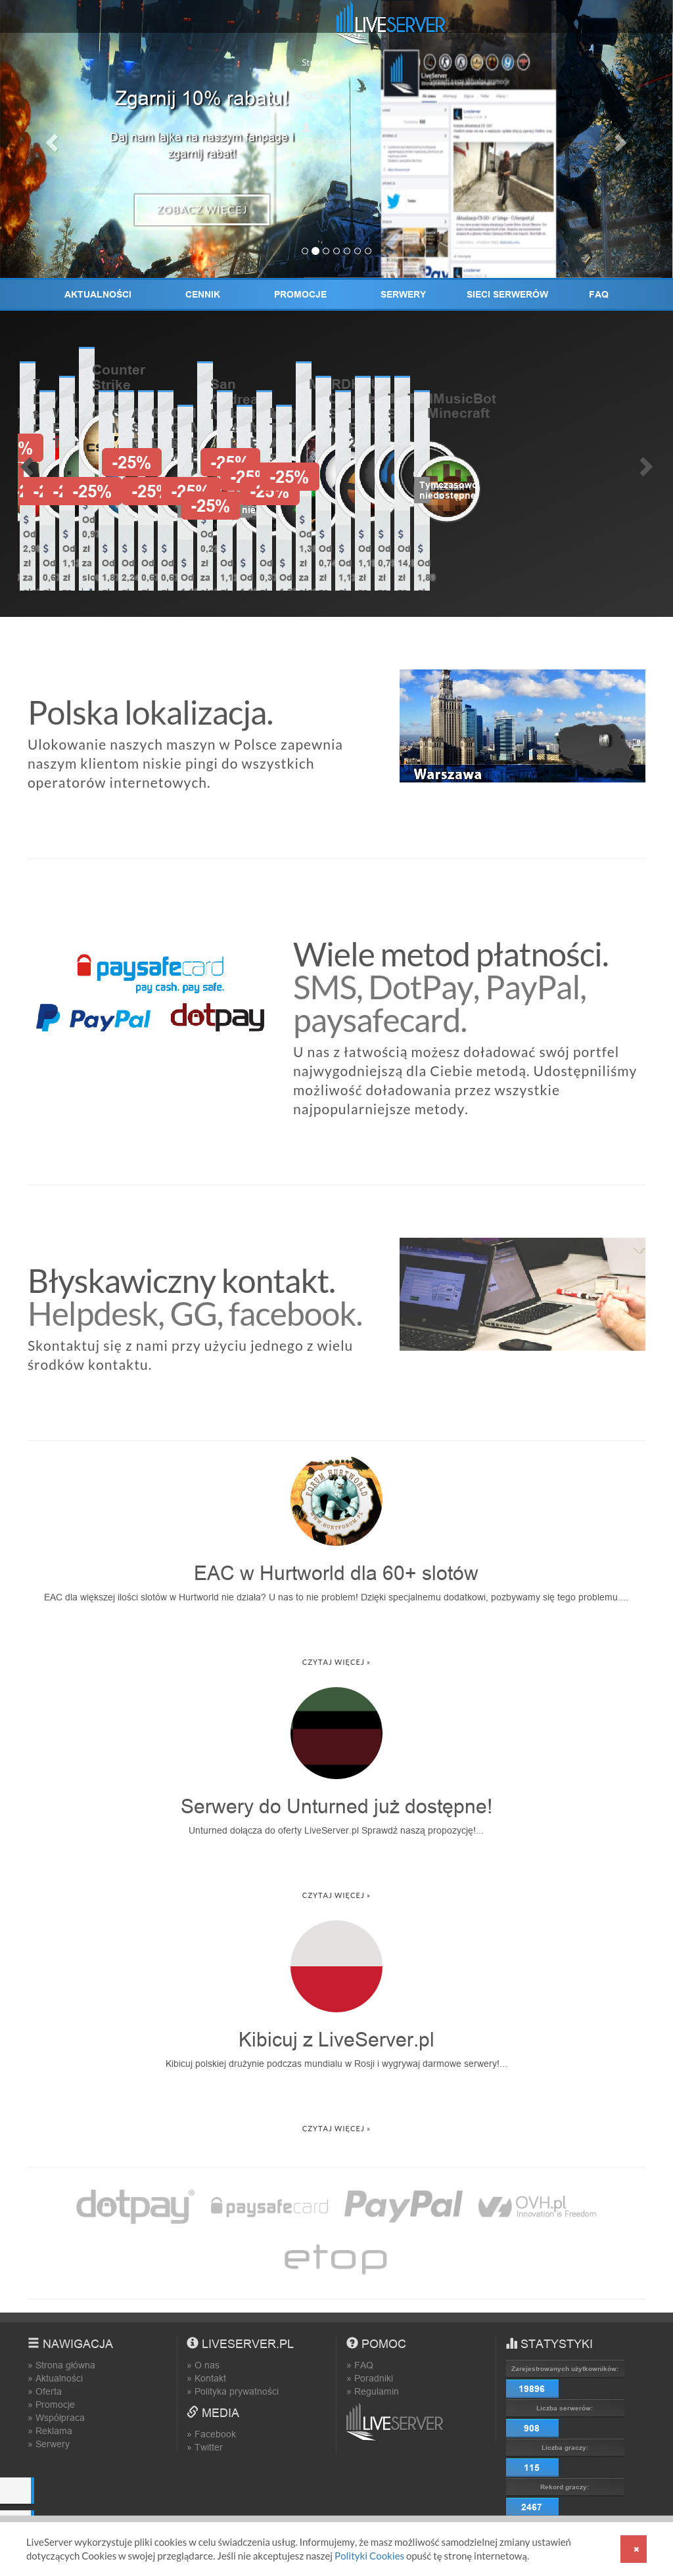 LIVESERVER
Zgarnij 10% rabatu!
Daj nam lajka na naszym fanpage i
zgarnij rabat!
ZOBACZ WIĘCEJ
AKTUALNOŚCI
CENNIK
PROMOCJE
SERWERY
SIECI SERWERÓW
FAQ
Counter
Strike
San
MusicBot
Minecraft
-25%
-25%
-25%
-25%
-25%
-25%
Tymczasowo
niedostępne
Polska lokalizacja.
Ulokowanie naszych maszyn w Polsce zapewnia
naszym klientom niskie pingi do wszystkich
operatorów internetowych.
Warszawa
paysafecard
pay cash. pay safe.
PayPal
dotpay
Wiele metod płatności.
SMS, DotPay, PayPal,
paysafecard.
U nas z łatwością możesz doładować swój portfel
najwygodniejszą dla Ciebie metodą. Udostępniliśmy
możliwość doładowania przez wszystkie
najpopularniejsze metody.
Błyskawiczny kontakt.
Helpdesk, GG, facebook.
Skontaktuj się z nami przy użyciu jednego z wielu
środków kontaktu.
FORUM HURTWORLD
EAC w Hurtworld dla 60+ slotów
EAC dla większej ilości slotów w Hurtworld nie działa? U nas to nie problem! Dzięki specjalnemu dodatkowi, pozbywamy się tego problemu....
CZYTAJ WIĘCEJ »
Serwery do Unturned już dostępne!
Unturned dołącza do oferty LiveServer.pl Sprawdź naszą propozycję!...
CZYTAJ WIĘCEJ »
Kibicuj z LiveServer.pl
Kibicuj polskiej drużynie podczas mundialu w Rosji i wygrywaj darmowe serwery!...
CZYTAJ WIĘCEJ »
dotpay®
paysafecard
PayPal
OVH.pl
Innovation is Freedom
etop
NAWIGACJA
» Strona główna
» Aktualności
» Oferta
» Promocje
» Współpraca
» Reklama
» Serwery
LIVESERVER.PL
» O nas
» Kontakt
» Polityka prywatności
MEDIA
» Facebook
» Twitter
POMOC
» FAQ
» Poradniki
» Regulamin
LIVESERVER
STATYSTYKI
Zarejestrowanych użytkowników:
19896
Liczba serwerów:
908
Liczba graczy:
115
Rekord graczy:
2467
LiveServer wykorzystuje pliki cookies w celu świadczenia usług. Informujemy, że masz możliwość samodzielnej zmiany ustawień
dotyczących Cookies w swojej przeglądarce. Jeśli nie akceptujesz naszej Polityki Cookies opuść tę stronę internetową.